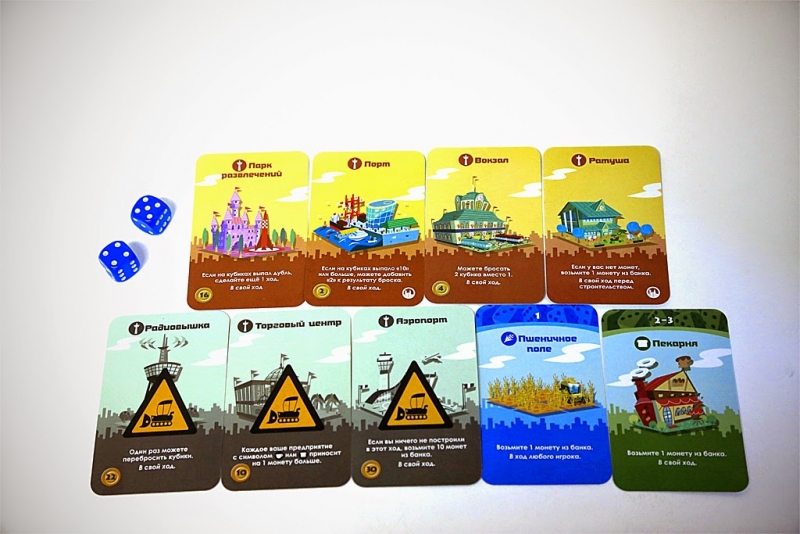 Парк
развлечений
Если на кубиках выпал дубль,
сделайте ещё 1 ход.
В свой ход
16
Порт
Если на кубиках выпало «10»
или больше, можете добавить
«2» к результату броска.
В свой ход.
2
Вокзал
Можете бросать
2 кубика вместо 1.
В свой ход.
4
Ратуша
Если у вас нет монет,
возьмите 1 монету из банка.
В свой ход перед
строительством.
Радиовышка
Один раз можете
перебросить кубики.
В свой ход.
22
Торговый центр
Каждое ваше предприятие
с символом или приносит
на 1 монету больше.
10
Аэропорт
Если вы ничего не построили
в этот ход, возьмите 10 монет
из банка.
В свой ход.
30
1
Пшеничное
поле
Возьмите 1 монету из банка.
В ход любого игрока.
2-3
Пекарня
Возьмите 1 монету из банка.
В свой ход.